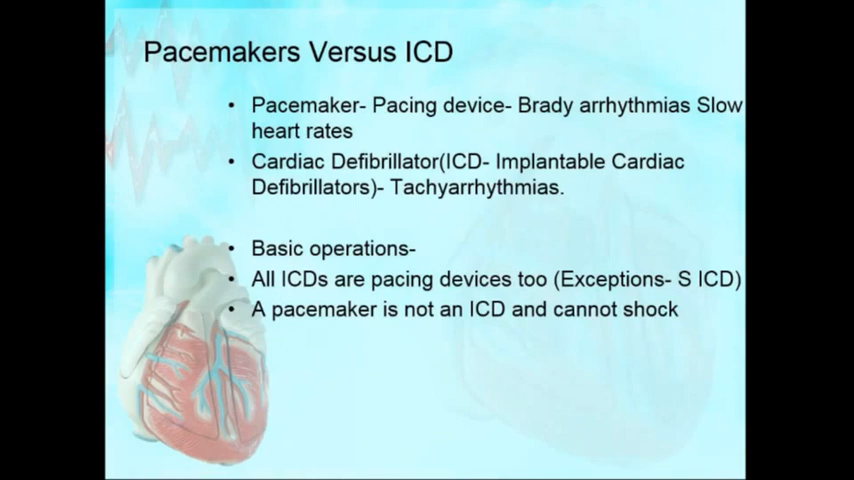 Pacemakers Versus ICD
• Pacemaker- Pacing device- Brady arrhythmias Slow
heart rates
• Cardiac Defibrillator(ICD- Implantable Cardiac
Defibrillators)- Tachyarrhythmias.
• Basic operations-
• All ICDs are pacing devices too (Exceptions- S ICD)
• A pacemaker is not an ICD and cannot shock